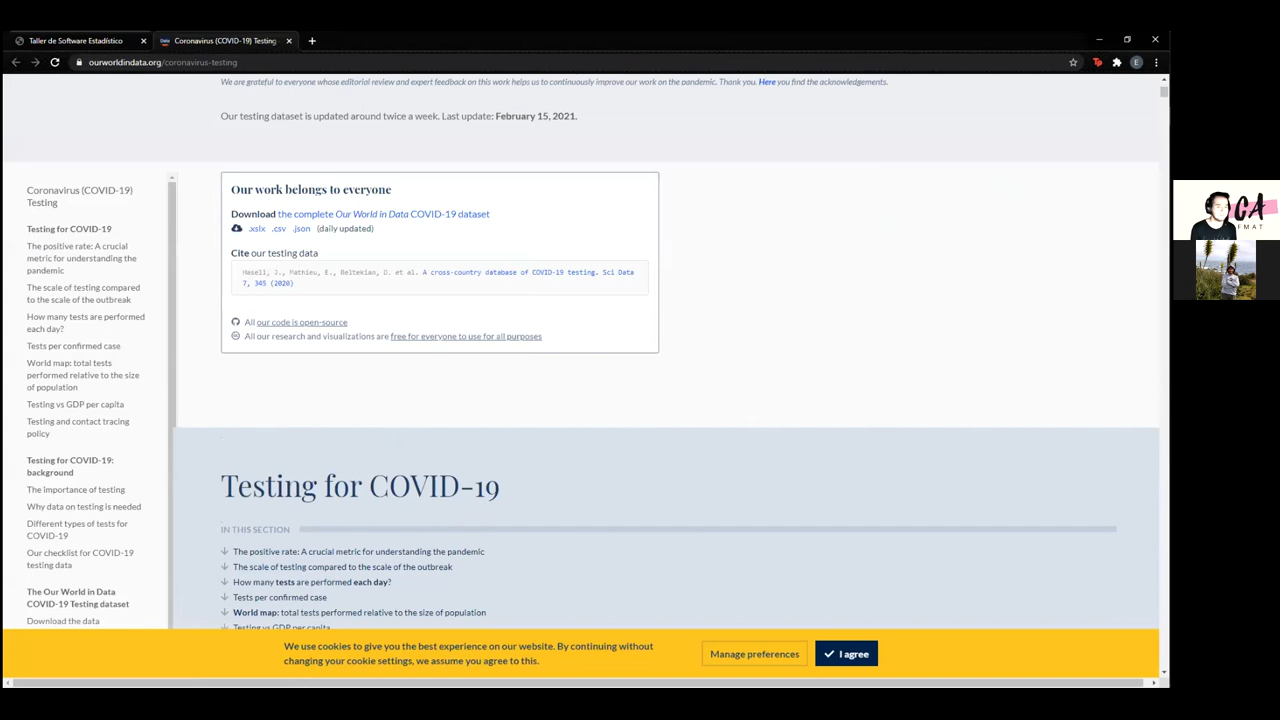 Taller de Software Estadístico
Coronavirus (COVID-19) Testing
ourworldindata.org/coronavirus-testing
E
We are grateful to everyone whose editorial review and expert feedback on this work helps us to continuously improve our work on the pandemic. Thank you. Here you find the acknowledgements.
Our testing dataset is updated around twice a week. Last update: February 15, 2021.
Coronavirus (COVID-19)
Testing
Testing for COVID-19
The positive rate: A crucial
metric for understanding the
pandemic
The scale of testing compared
to the scale of the outbreak
How many tests are performed
each day?
Tests per confirmed case
World map: total tests
performed relative to the size
of population
Testing vs GDP per capita
Testing and contact tracing
policy
Testing for COVID-19:
background
The importance of testing
Why data on testing is needed
Different types of tests for
COVID-19
Our checklist for COVID-19
testing data
The Our World in Data
COVID-19 Testing dataset
Download the data
Our work belongs to everyone
Download the complete Our World in Data COVID-19 dataset
.xslx .csv .json (daily updated)
Cite our testing data
Hasell, J., Mathieu, E., Beltekian, D. et al. A cross-country database of COVID-19 testing. Sci Data
7, 345 (2020)
All our code is open-source
All our research and visualizations are free for everyone to use for all purposes
Testing for COVID-19
IN THIS SECTION
The positive rate: A crucial metric for understanding the pandemic
The scale of testing compared to the scale of the outbreak
How many tests are performed each day?
Tests per confirmed case
World map: total tests performed relative to the size of population
Testing vs GDP per capita
We use cookies to give you the best experience on our website. By continuing without
changing your cookie settings, we assume you agree to this.
Manage preferences
I agree
CA
FMAT